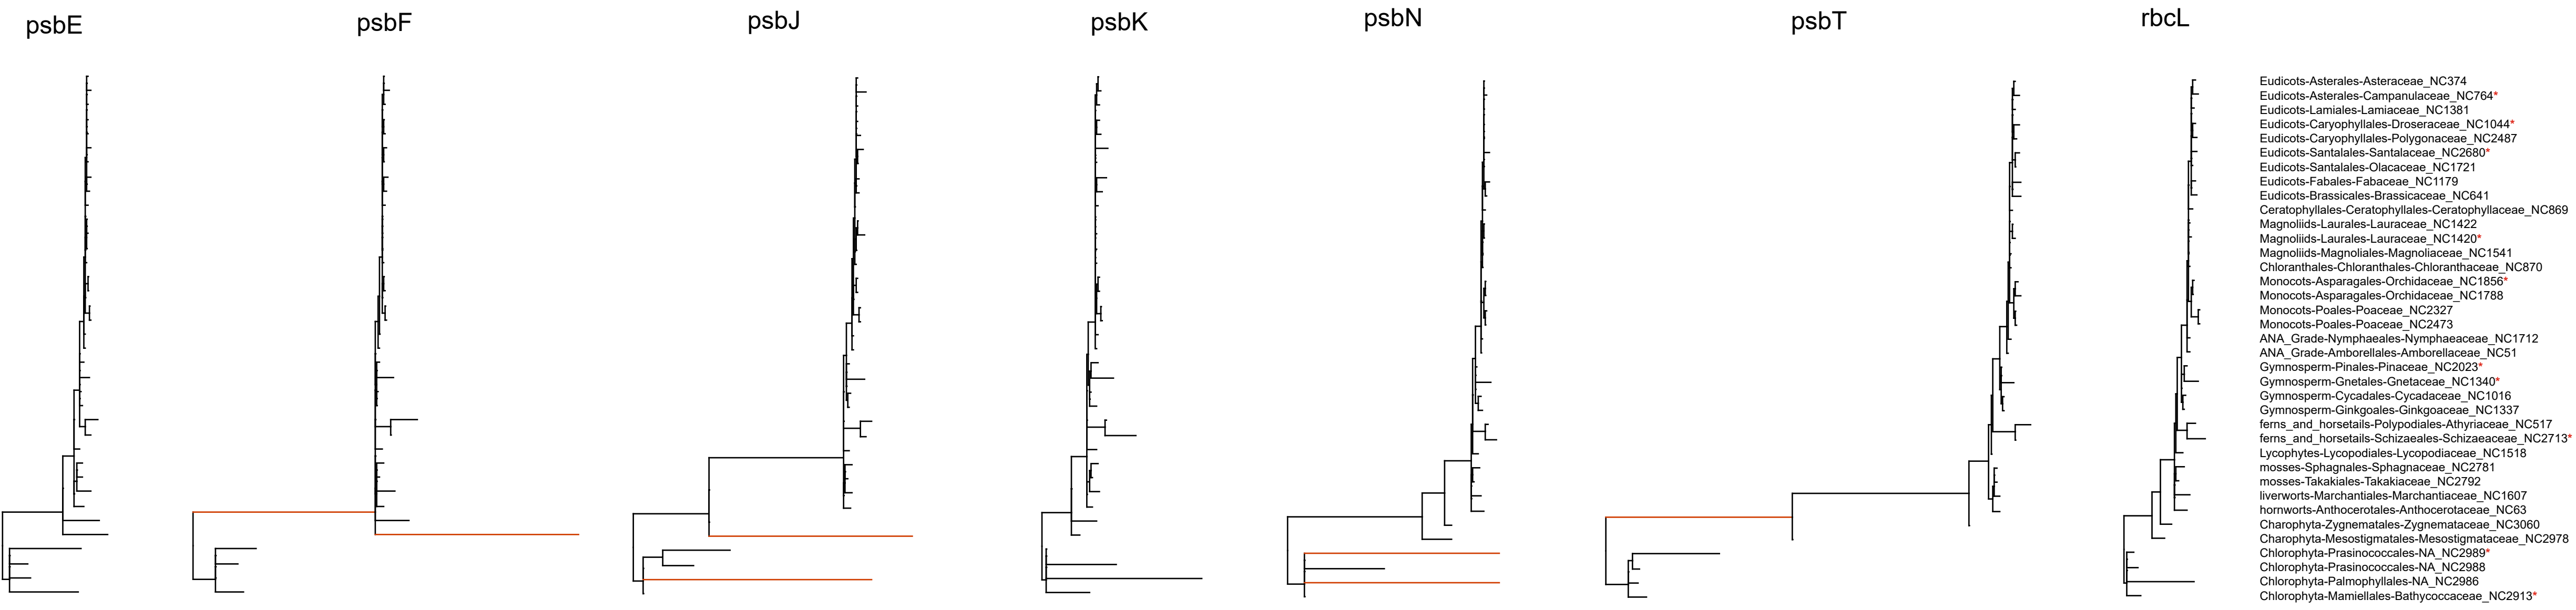 psbE psbF psbJ psbK psbN psbT rbcL
Eudicots-Asterales-Asteraceae_NC374
Eudicots-Asterales-Campanulaceae_NC764*
Eudicots-Lamiales-Lamiaceae_NC1381
Eudicots-Caryophyllales-Droseraceae_NC1044*
Eudicots-Caryophyllales-Polygonaceae_NC2487
Eudicots-Santalales-Santalaceae_NC2680*
Eudicots-Santalales-Olacaceae_NC1721
Eudicots-Fabales-Fabaceae_NC1179
Eudicots-Brassicales-Brassicaceae_NC641
Ceratophyllales-Ceratophyllales-Ceratophyllaceae_NC869
Magnoliids-Laurales-Lauraceae_NC1422
Magnoliids-Laurales-Lauraceae_NC1420*
Magnoliids-Magnoliales-Magnoliaceae_NC1541
Chloranthales-Chloranthales-Chloranthaceae_NC870
Monocots-Asparagales-Orchidaceae_NC1856*
Monocots-Asparagales-Orchidaceae_NC1788
Monocots-Poales-Poaceae_NC2327
Monocots-Poales-Poaceae_NC2473
ANA_Grade-Nymphaeales-Nymphaeaceae_NC1712
ANA_Grade-Amborellales-Amborellaceae_NC51
Gymnosperm-Pinales-Pinaceae_NC2023*
Gymnosperm-Gnetales-Gnetaceae_NC1340*
Gymnosperm-Cycadales-Cycadaceae_NC1016
Gymnosperm-Ginkgoales-Ginkgoaceae_NC1337
ferns_and_horsetails-Polypodiales-Athyriaceae_NC517
ferns_and_horsetails-Schizaeales-Schizaeaceae_NC2713*
Lycophytes-Lycopodiales-Lycopodiaceae_NC1518
mosses-Sphagnales-Sphagnaceae_NC2781
mosses-Takakiales-Takakiaceae_NC2792
liverworts-Marchantiales-Marchantiaceae_NC1607
hornworts-Anthocerotales-Anthocerotaceae_NC63
Charophyta-Zygnematales-Zygnemataceae_NC3060
Charophyta-Mesostigmatales-Mesostigmataceae_NC2978
Chlorophyta-Prasinococcales-NA_NC2989*
Chlorophyta-Prasinococcales-NA_NC2988
Chlorophyta-Palmophyllales-NA_NC2986
Chlorophyta-Mamiellales-Bathycoccaceae_NC2913*